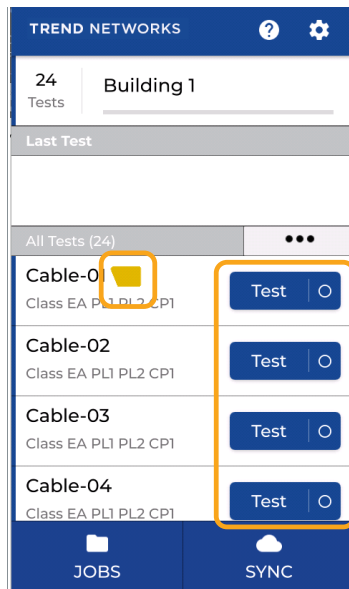 TREND NETWORKS
24
Tests
Building 1
Last Test
All Tests (24)
Cable-01
Class EA PL1 PL2 CP1
Test
Cable-02
Class EA PL1 PL2 CP1
Test
Cable-03
Class EA PL1 PL2 CP1
Test
Cable-04
Class EA PL1 PL2 CP1
Test
JOBS
SYNC